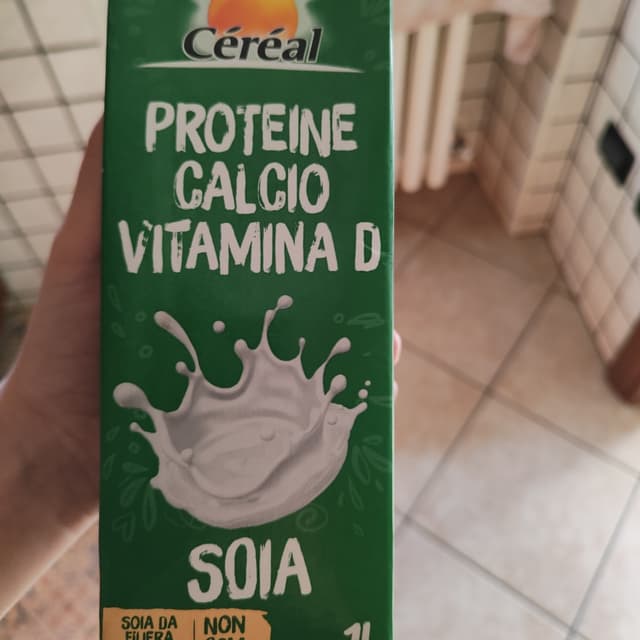 Céréal
PROTEINE
CALCIO
VITAMINA D
SOIA
SOIA DA
FILIERA
NON
1L